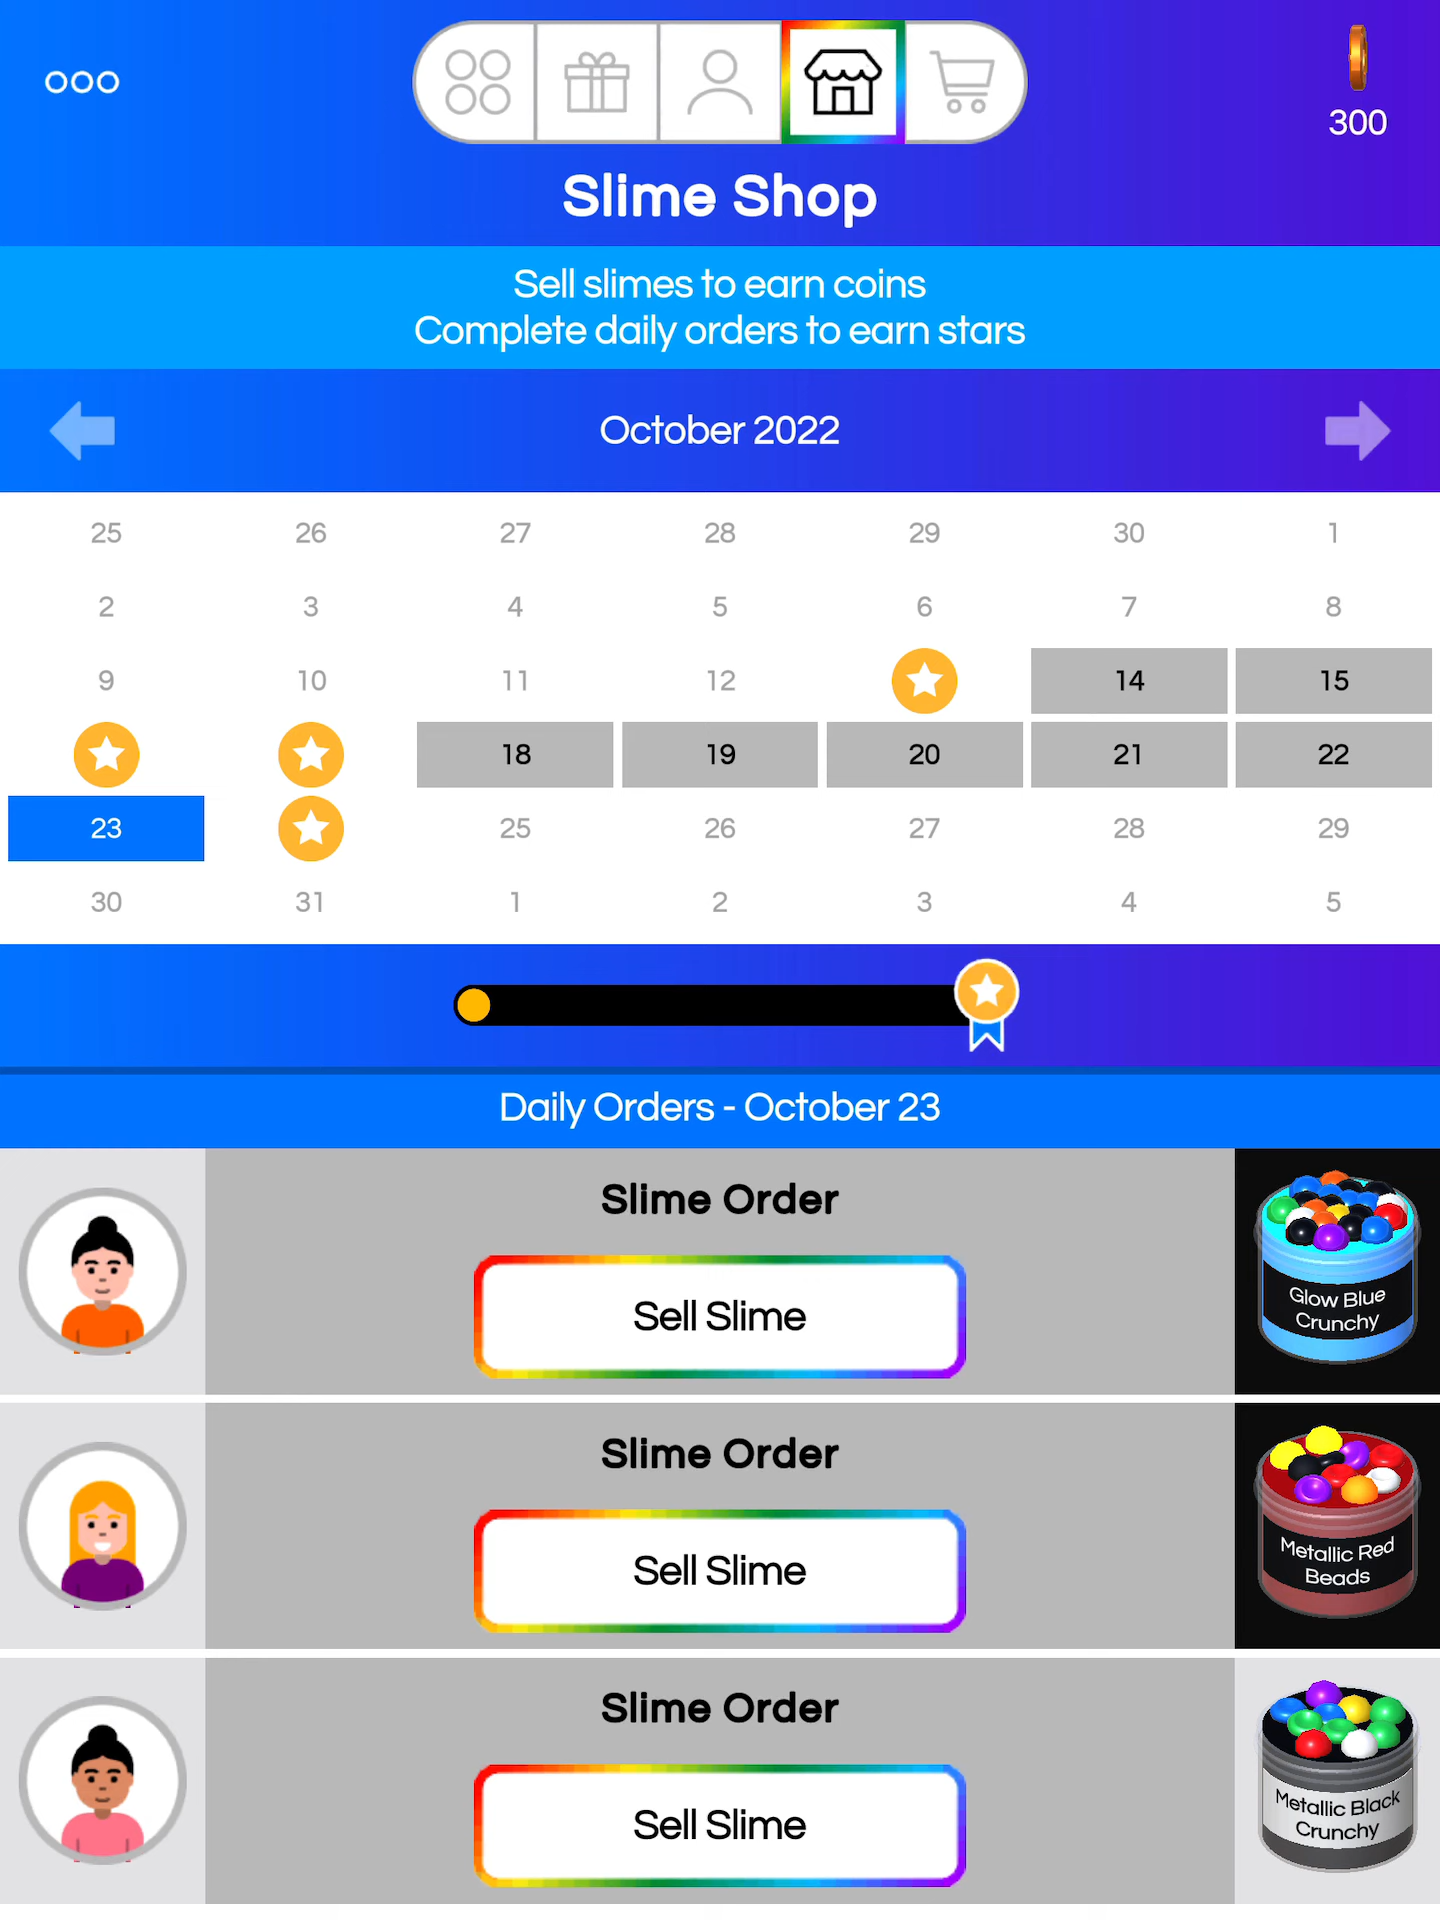 300
Slime Shop
Sell slimes to earn coins
Complete daily orders to earn stars
October 2022
25 26 27 28 29 30 1
2 3 4 5 6 7 8
9 10 11 12 14 15
18 19 20 21 22
23 25 26 27 28 29
30 31 1 2 3 4 5
Daily Orders - October 23
Slime Order
Sell Slime
Glow Blue
Crunchy
Slime Order
Sell Slime
Metallic Red
Beads
Slime Order
Sell Slime
Metallic Black
Crunchy